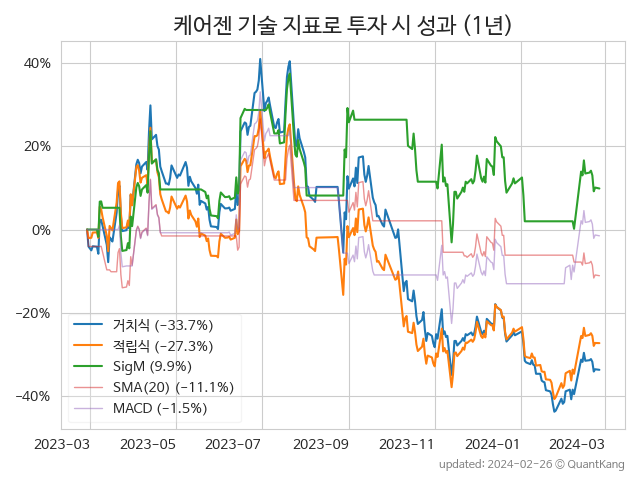 케어젠 기술 지표로 투자 시 성과 (1년)
40%
20%
0%
−20%
−40%
거치식 (−33.7%)
적립식 (−27.3%)
SigM (9.9%)
SMA(20) (−11.1%)
MACD (−1.5%)
2023−03 2023−05 2023−07 2023−09 2023−11 2024−01 2024−03
updated: 2024−02−26 © QuantKang